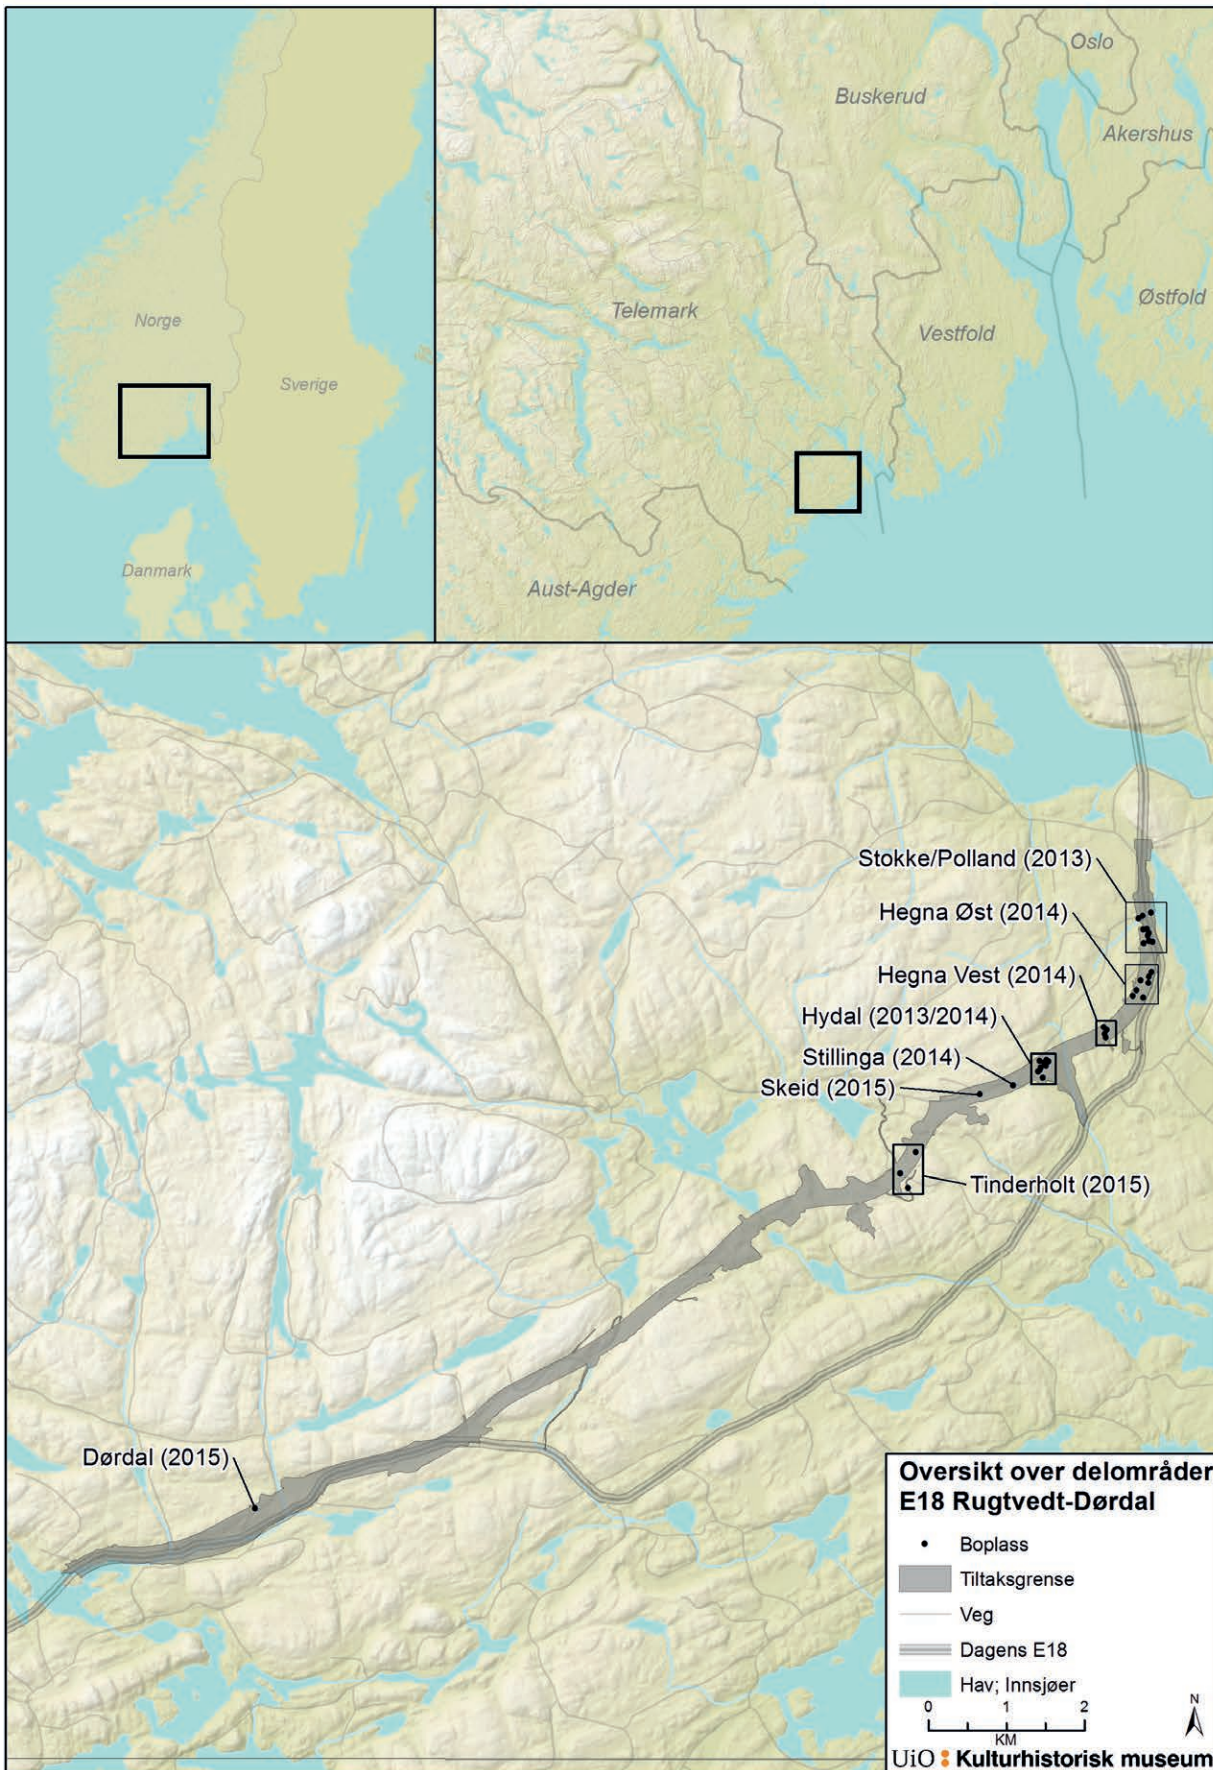 Norge
Sverige
Danmark
Oslo
Buskerud
Akershus
Telemark
Vestfold
Østfold
Aust-Agder
Stokke/Polland (2013)
Hegna Øst (2014)
Hegna Vest (2014)
Hydal (2013/2014)
Stillinga (2014)
Skeid (2015)
Tinderholt (2015)
Dørdal (2015)
Oversikt over delområder
E18 Rugtvedt-Dørdal
Boplass
Tiltaksgrense
Veg
Dagens E18
Hav; Innsjøer
0 1 2
KM
N
UiO Kulturhistorisk museum